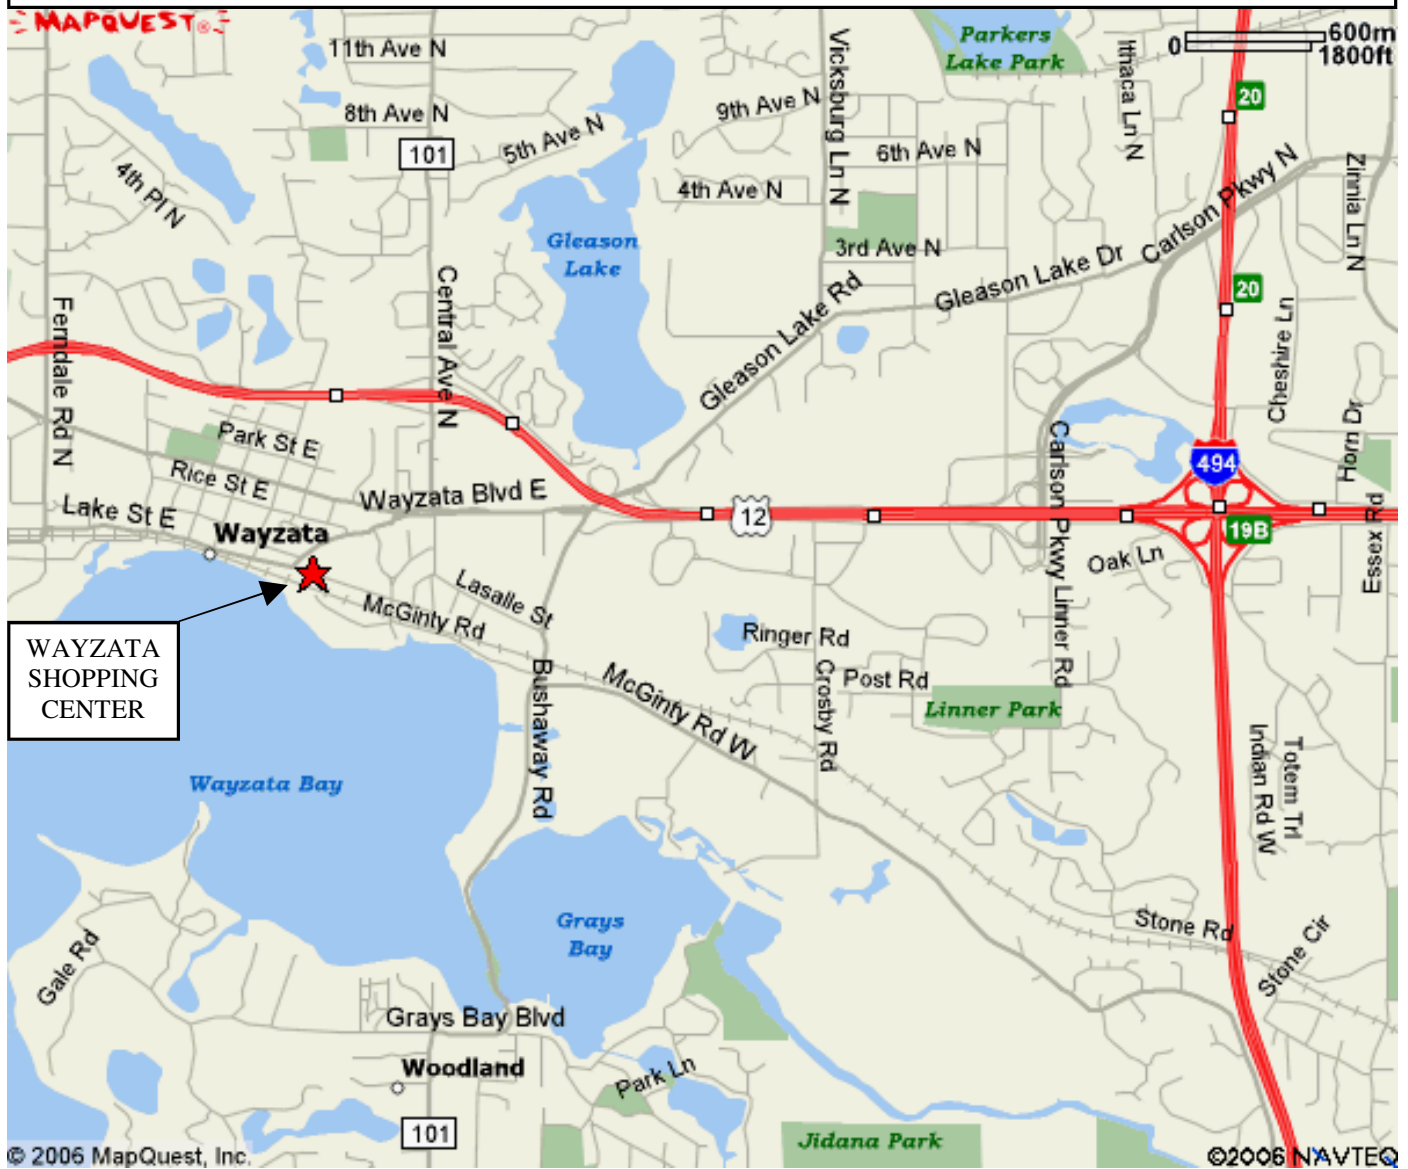 MAPQUEST®
11th Ave N
Parkers
Lake Park
0
600m
1800ft
8th Ave N
9th Ave N
Vicksburg Ln N
Ithaca Ln N
20
101
5th Ave N
6th Ave N
4th Pl N
4th Ave N
Carlson Pkwy N
Zinnia Ln N
Gleason
Lake
3rd Ave N
Gleason Lake Dr
20
Ferndale Rd N
Central Ave N
Gleason Lake Rd
Cheshire Ln
Park St E
Horn Dr
Rice St E
494
Wayzata Blvd E
Lake St E
12
Carlson Pkwy
19B
Essex Rd
Wayzata
Oak Ln
Lasalle St
McGinty Rd
Linner Rd
WAYZATA
SHOPPING
CENTER
Ringer Rd
Bushaway Rd
McGinty Rd W
Crosby Rd
Post Rd
Linner Park
Indian Rd W
Totem Trl
Wayzata Bay
Grays
Bay
Stone Rd
Stone Cir
Gale Rd
Grays Bay Blvd
Woodland
Park Ln
101
Jidana Park
© 2006 MapQuest, Inc.
©2006 NAVTEQ